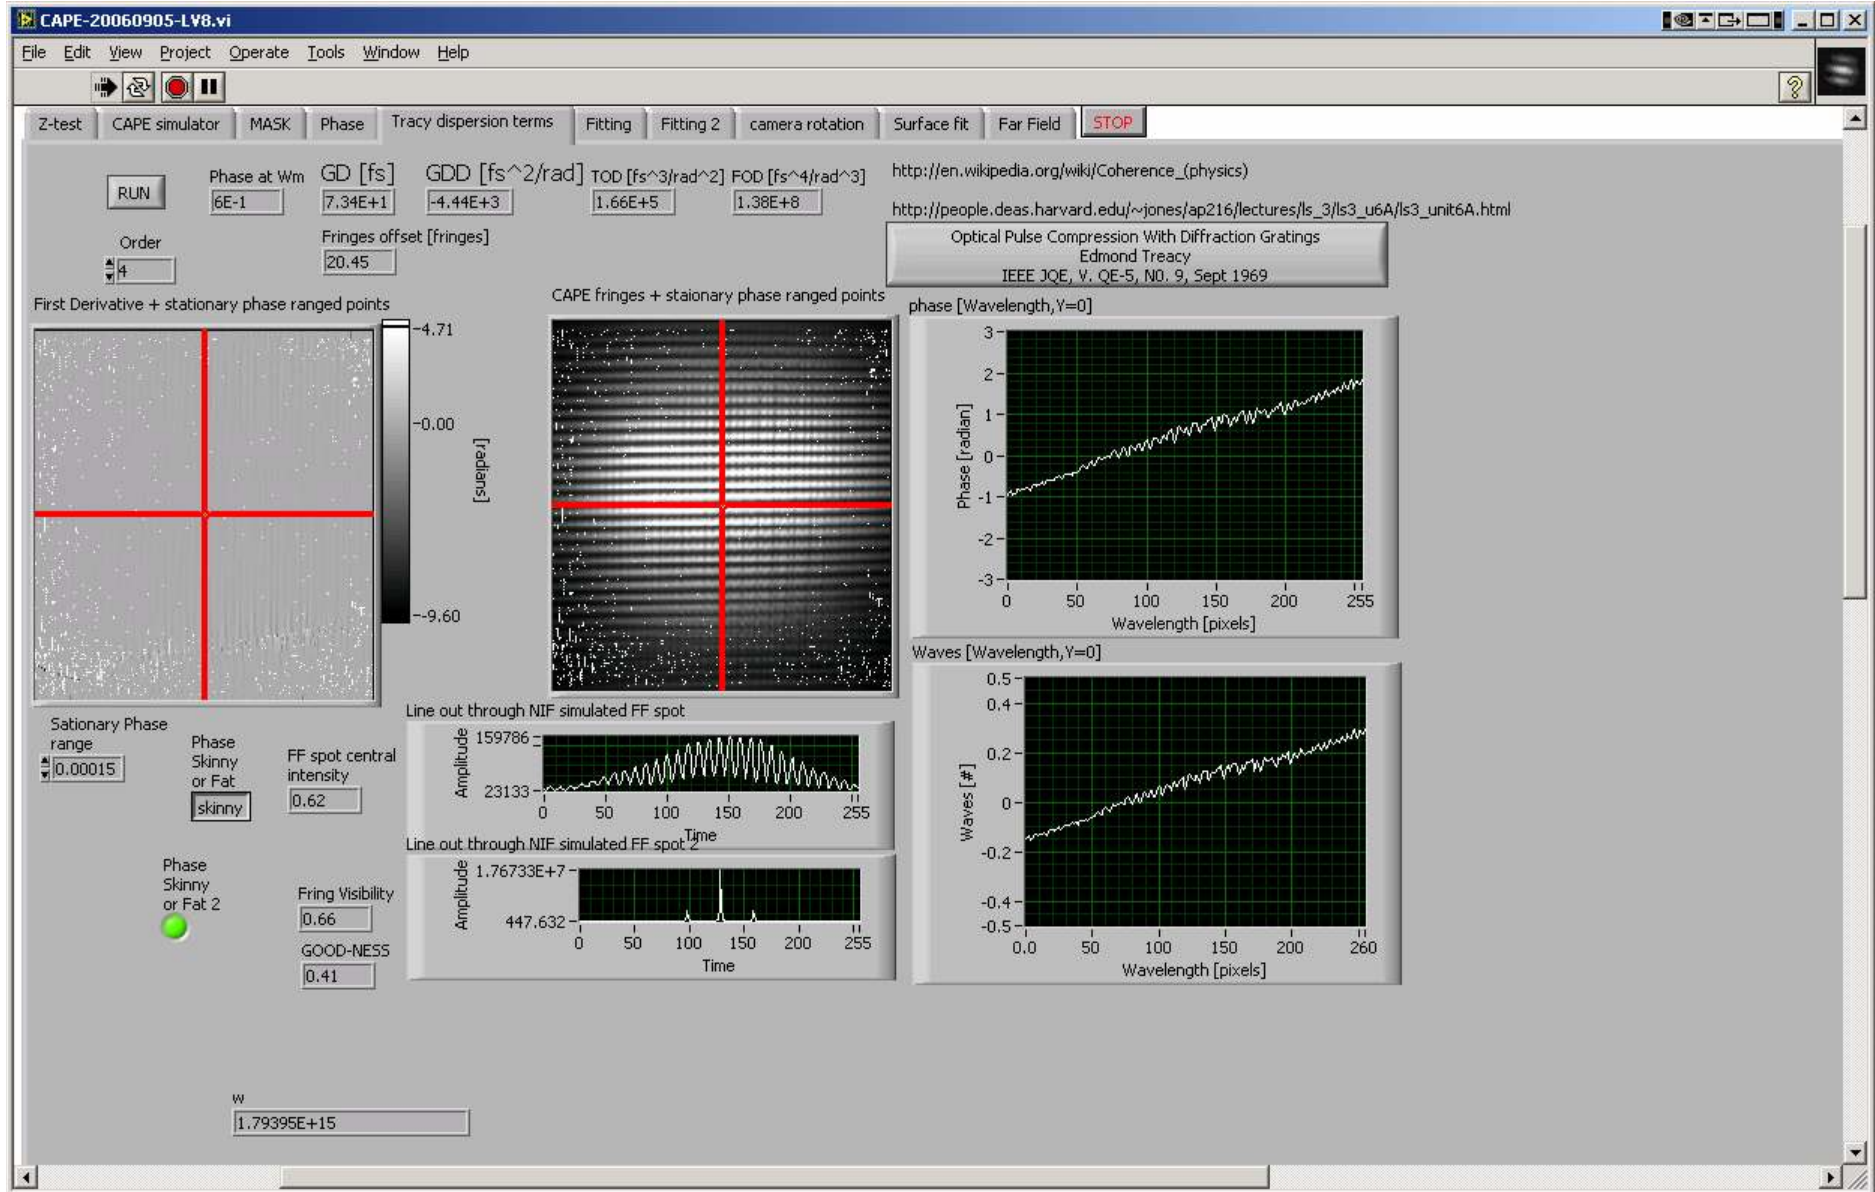 CAPE-20060905-LV8.vi
File Edit View Project Operate Tools Window Help
Z-test CAPE simulator MASK Phase Tracy dispersion terms Fitting Fitting 2 camera rotation Surface fit Far Field STOP
RUN
Phase at Wm
6E-1
GD [fs]
7.34E+1
GDD [fs^2/rad]
-4.44E+3
TOD [fs^3/rad^2]
1.66E+5
FOD [fs^4/rad^3]
1.38E+8
http://en.wikipedia.org/wiki/Coherence_(physics)
http://people.deas.harvard.edu/~jones/ap216/lectures/ls_3/ls3_u6A/ls3_unit6A.html
Order
4
Fringes offset [fringes]
20.45
Optical Pulse Compression With Diffraction Gratings
Edmond Treacy
IEEE JQE, V. QE-5, N0. 9, Sept 1969
First Derivative + stationary phase ranged points
-4.71
-0.00
--9.60
[radians]
CAPE fringes + staionary phase ranged points
phase [Wavelength,Y=0]
3
2
1
0
-1
-2
-3
Phase [radian]
0 50 100 150 200 255
Wavelength [pixels]
Waves [Wavelength,Y=0]
0.5
0.4
0.2
0
-0.2
-0.4
-0.5
Waves [#]
0.0 50 100 150 200 260
Wavelength [pixels]
Sationary Phase
range
0.00015
Phase
Skinny
or Fat
skinny
FF spot central
intensity
0.62
Line out through NIF simulated FF spot
Amplitude
159786
23133
0 50 100 150 200 255
Time
Line out through NIF simulated FF spot 2
Amplitude
1.76733E+7
447.632
0 50 100 150 200 255
Time
Phase
Skinny
or Fat 2
Fring Visibility
0.66
GOOD-NESS
0.41
w
1.79395E+15